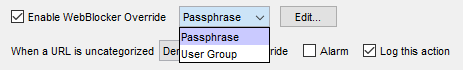 Enable WebBlocker Override Passphrase Edit...
Passphrase
User Group
When a URL is uncategorized Alarm Log this action